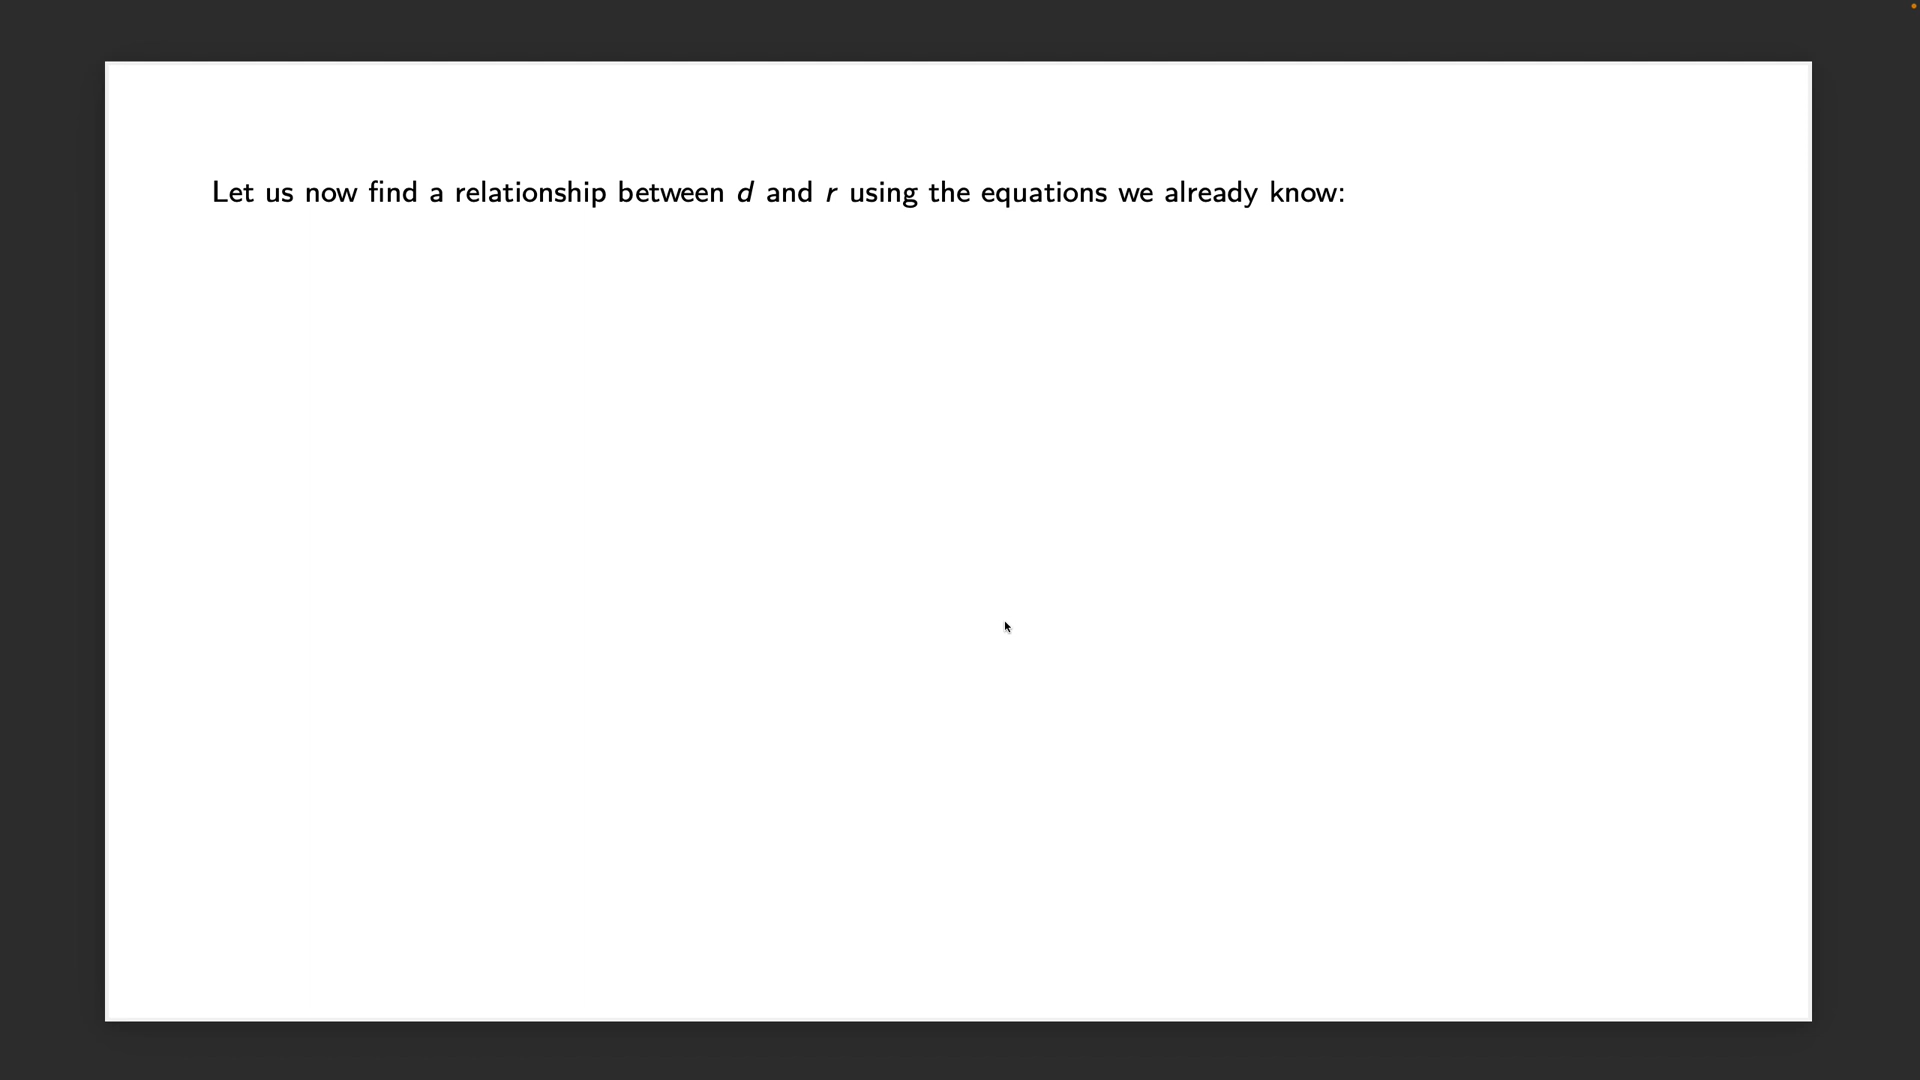 Let us now find a relationship between d and r using the equations we already know: